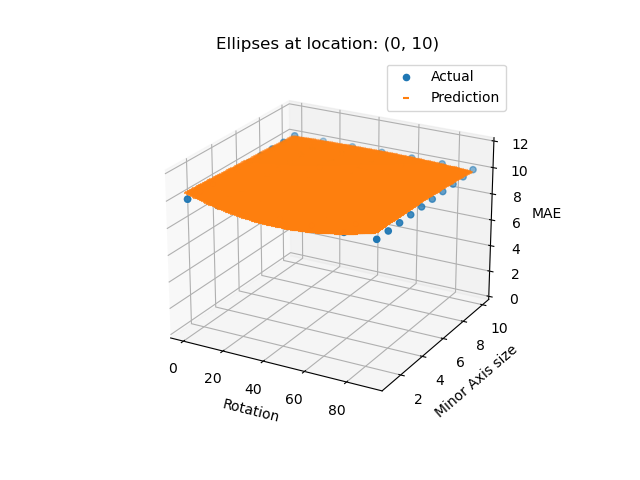 Ellipses at location: (0, 10)
Actual
Prediction
12
10
8
6
4
2
0
MAE
10
8
6
4
2
Minor Axis size
0
20
40
60
80
Rotation